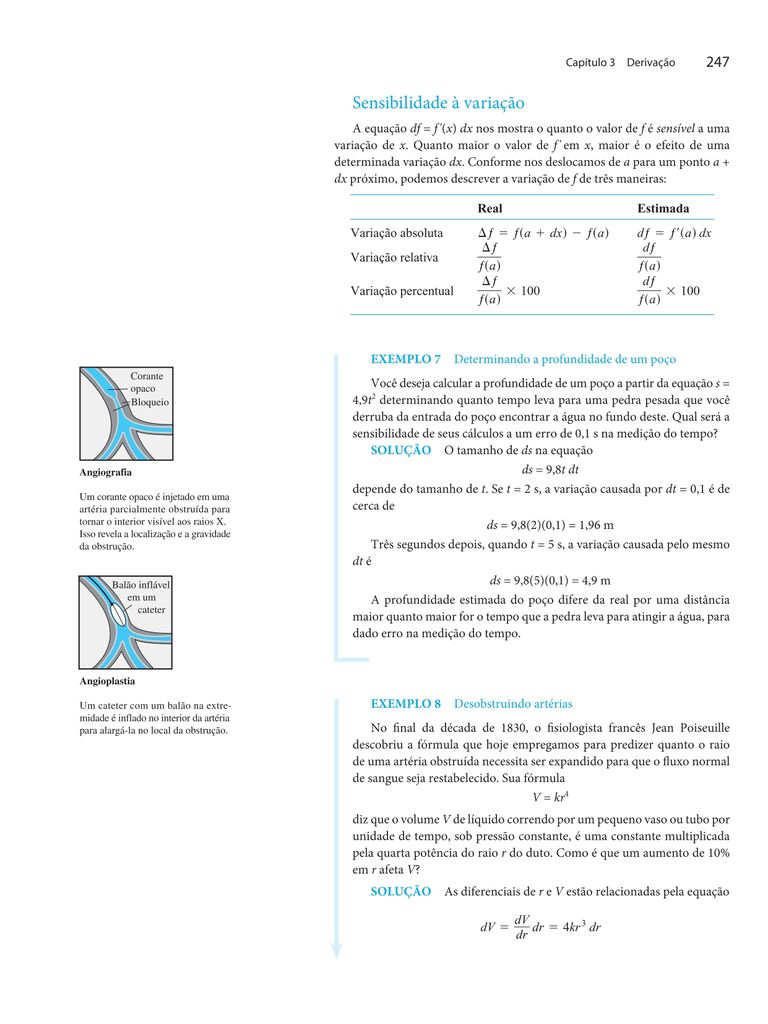 Capítulo 3 Derivação 247
Sensibilidade à variação
A equação df = f′(x) dx nos mostra o quanto o valor de f é sensível a uma
variação de x. Quanto maior o valor de f′ em x, maior é o efeito de uma
determinada variação dx. Conforme nos deslocamos de a para um ponto a +
dx próximo, podemos descrever a variação de f de três maneiras:
Real Estimada
Variação absoluta Δf = f(a + dx) − f(a) df = f′(a) dx
Variação relativa Δf/f(a) df/f(a)
Variação percentual Δf/f(a) × 100 df/f(a) × 100
EXEMPLO 7 Determinando a profundidade de um poço
Você deseja calcular a profundidade de um poço a partir da equação s =
4,9t² determinando quanto tempo leva para uma pedra pesada que você
derruba da entrada do poço encontrar a água no fundo deste. Qual será a
sensibilidade de seus cálculos a um erro de 0,1 s na medição do tempo?
SOLUÇÃO O tamanho de ds na equação
ds = 9,8t dt
depende do tamanho de t. Se t = 2 s, a variação causada por dt = 0,1 é de
cerca de
ds = 9,8(2)(0,1) = 1,96 m
Três segundos depois, quando t = 5 s, a variação causada pelo mesmo
dt é
ds = 9,8(5)(0,1) = 4,9 m
A profundidade estimada do poço difere da real por uma distância
maior quanto maior for o tempo que a pedra leva para atingir a água, para
dado erro na medição do tempo.
Corante
opaco
Bloqueio
Angiografia
Um corante opaco é injetado em uma
artéria parcialmente obstruída para
tornar o interior visível aos raios X.
Isso revela a localização e a gravidade
da obstrução.
Balão inflável
em um
cateter
Angioplastia
Um cateter com um balão na extre-
midade é inflado no interior da artéria
para alargá-la no local da obstrução.
EXEMPLO 8 Desobstruindo artérias
No final da década de 1830, o fisiologista francês Jean Poiseuille
descobriu a fórmula que hoje empregamos para predizer quanto o raio
de uma artéria obstruída necessita ser expandido para que o fluxo normal
de sangue seja restabelecido. Sua fórmula
V = kr⁴
diz que o volume V de líquido correndo por um pequeno vaso ou tubo por
unidade de tempo, sob pressão constante, é uma constante multiplicada
pela quarta potência do raio r do duto. Como é que um aumento de 10%
em r afeta V?
SOLUÇÃO As diferenciais de r e V estão relacionadas pela equação
dV = dV/dr dr = 4kr³ dr